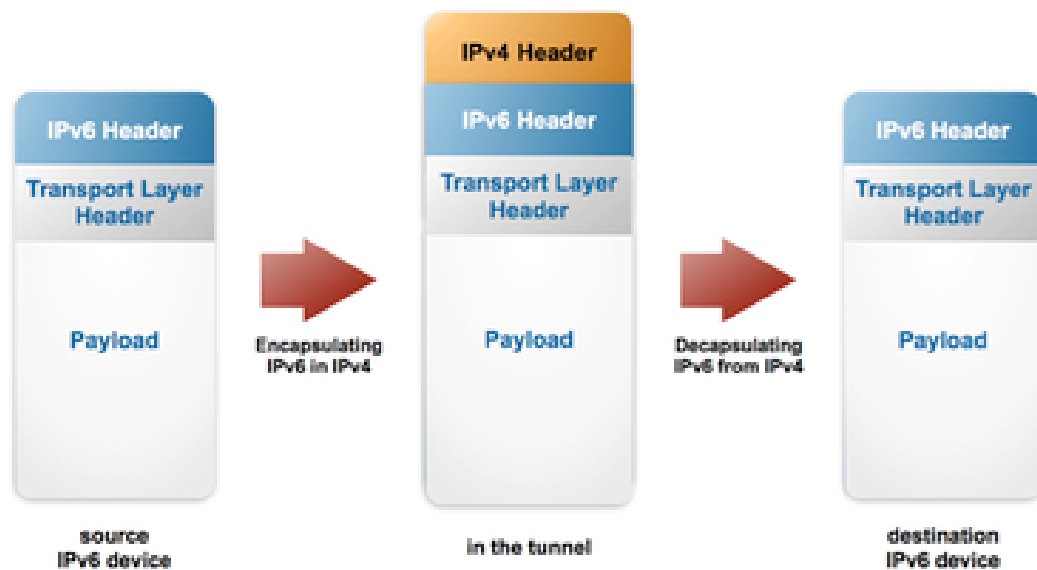 IPv6 Header
Transport Layer
Header
Payload
source
IPv6 device
Encapsulating
IPv6 in IPv4
IPv4 Header
IPv6 Header
Transport Layer
Header
Payload
in the tunnel
Decapsulating
IPv6 from IPv4
IPv6 Header
Transport Layer
Header
Payload
destination
IPv6 device